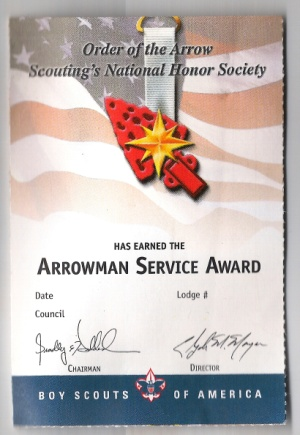 Order of the Arrow
Scouting's National Honor Society
HAS EARNED THE
ARROWMAN SERVICE AWARD
Date Lodge #
Council
CHAIRMAN DIRECTOR
BOY SCOUTS OF AMERICA